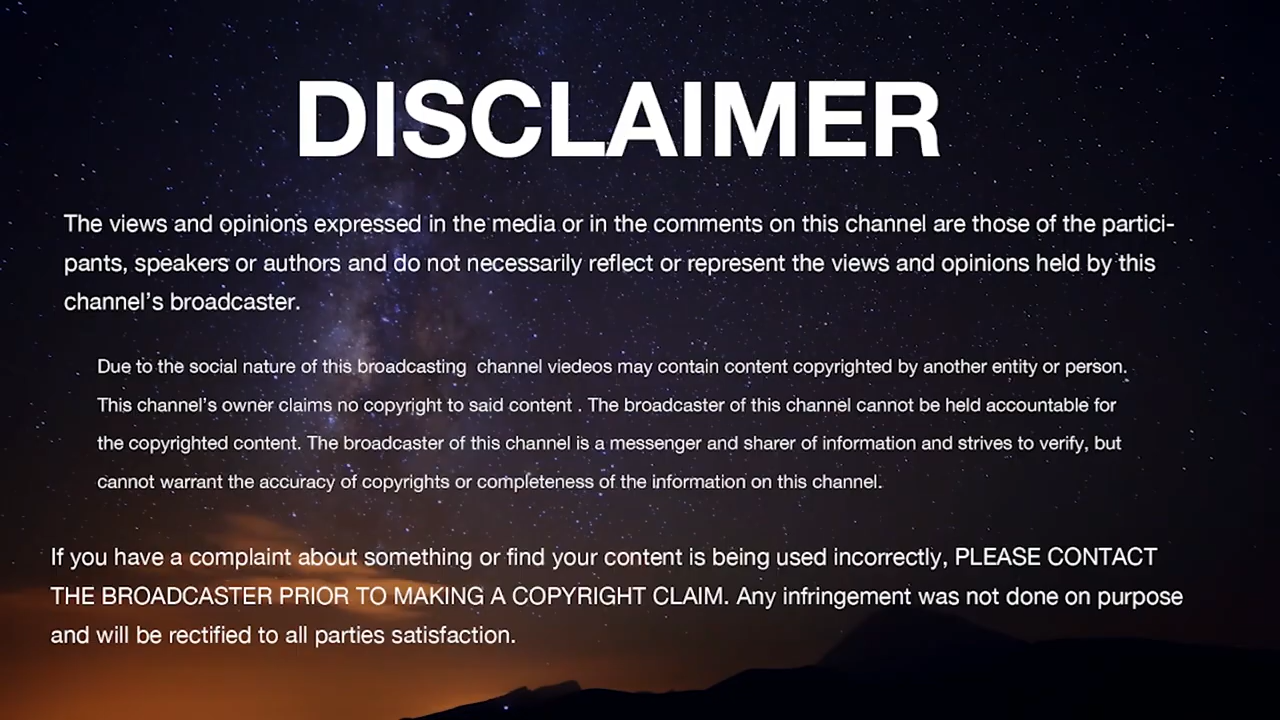 DISCLAIMER
The views and opinions expressed in the media or in the comments on this channel are those of the partici-
pants, speakers or authors and do not necessarily reflect or represent the views and opinions held by this
channel's broadcaster.
Due to the social nature of this broadcasting  channel viedeos may contain content copyrighted by another entity or person.
This channel's owner claims no copyright to said content . The broadcaster of this channel cannot be held accountable for
the copyrighted content. The broadcaster of this channel is a messenger and sharer of information and strives to verify, but
cannot warrant the accuracy of copyrights or completeness of the information on this channel.
If you have a complaint about something or find your content is being used incorrectly, PLEASE CONTACT
THE BROADCASTER PRIOR TO MAKING A COPYRIGHT CLAIM. Any infringement was not done on purpose
and will be rectified to all parties satisfaction.